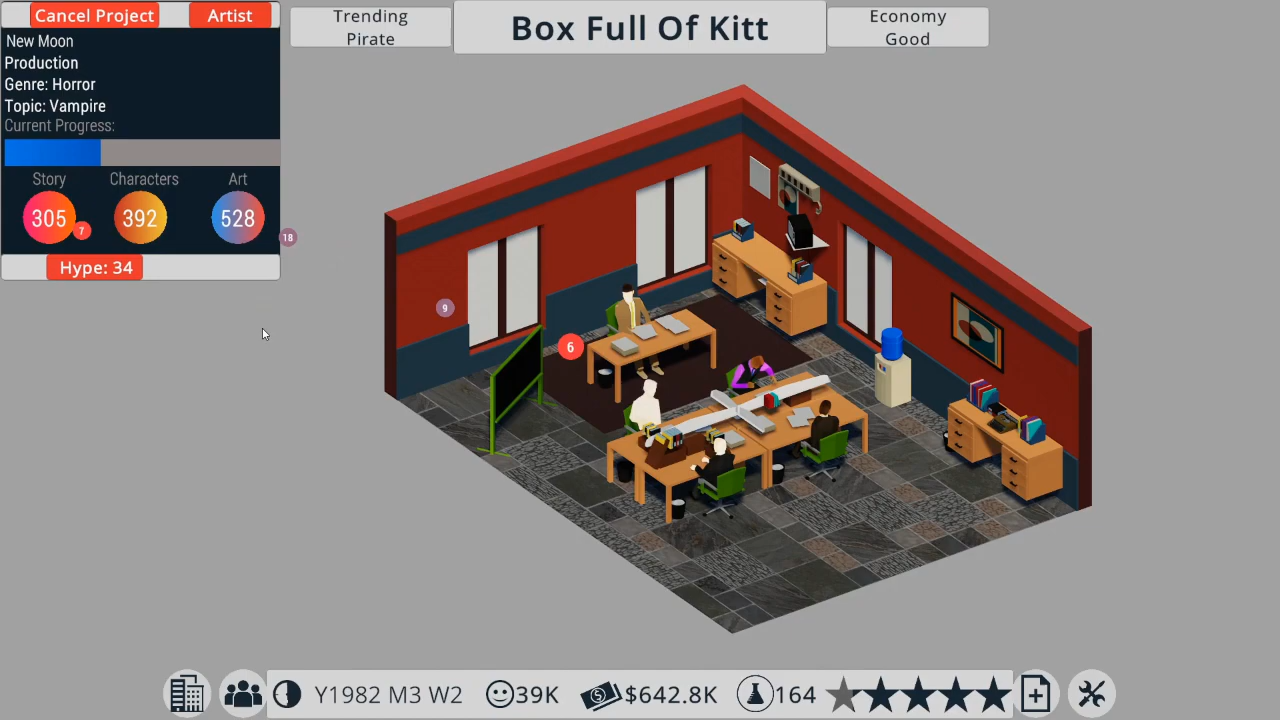 Cancel Project
Artist
New Moon
Production
Genre: Horror
Topic: Vampire
Current Progress:
Story
Characters
Art
305
7
392
528
18
Hype: 34
Trending
Pirate
Box Full Of Kitt
Economy
Good
9
6
Y1982 M3 W2
39K
$642.8K
164